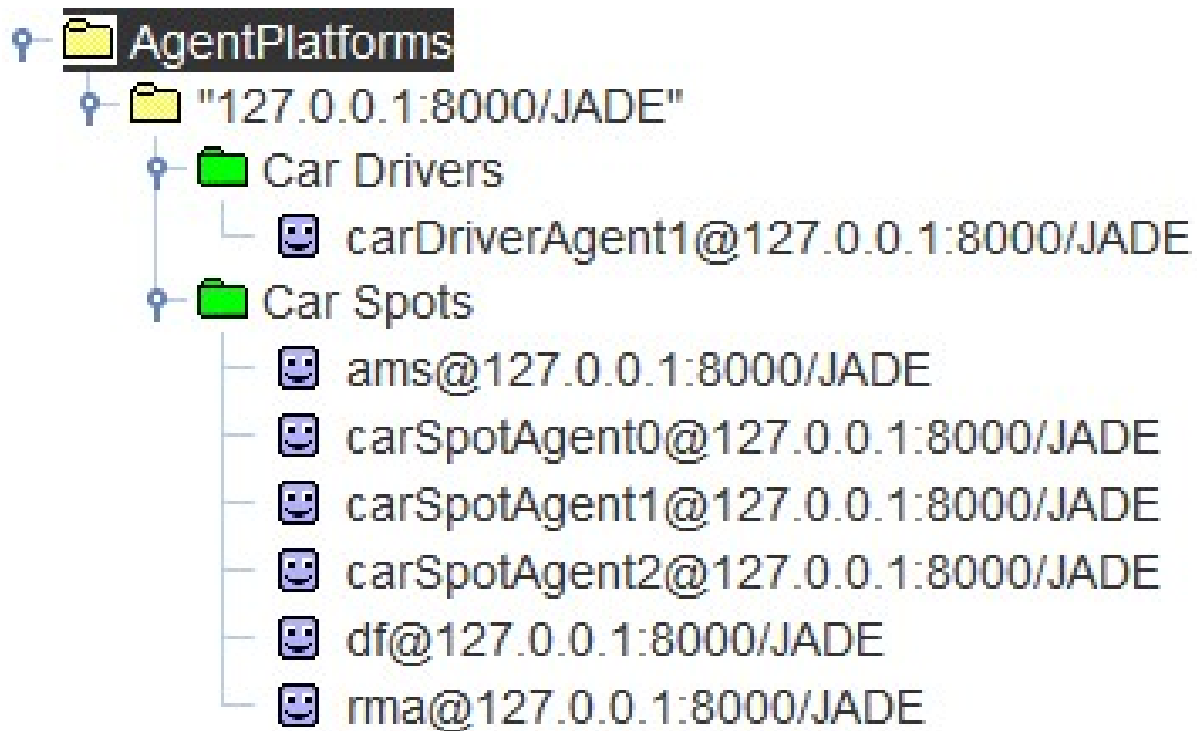 AgentPlatforms
"127.0.0.1:8000/JADE"
Car Drivers
carDriverAgent1@127.0.0.1:8000/JADE
Car Spots
ams@127.0.0.1:8000/JADE
carSpotAgent0@127.0.0.1:8000/JADE
carSpotAgent1@127.0.0.1:8000/JADE
carSpotAgent2@127.0.0.1:8000/JADE
df@127.0.0.1:8000/JADE
rma@127.0.0.1:8000/JADE